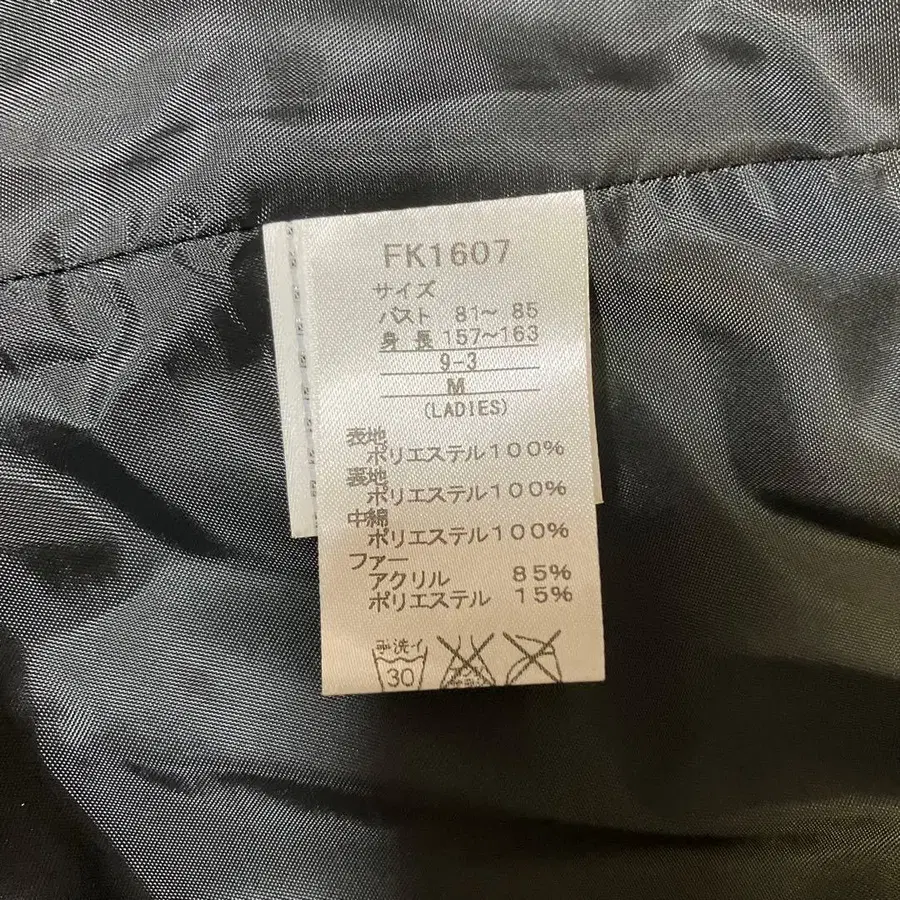 FK1607
サイズ
バスト 81～ 85
身長 157～163
9-3
M
(LADIES)
表地
ポリエステル100%
裏地
ポリエステル100%
中綿
ポリエステル100%
ファー
アクリル 85%
ポリエステル 15%
手洗イ
30